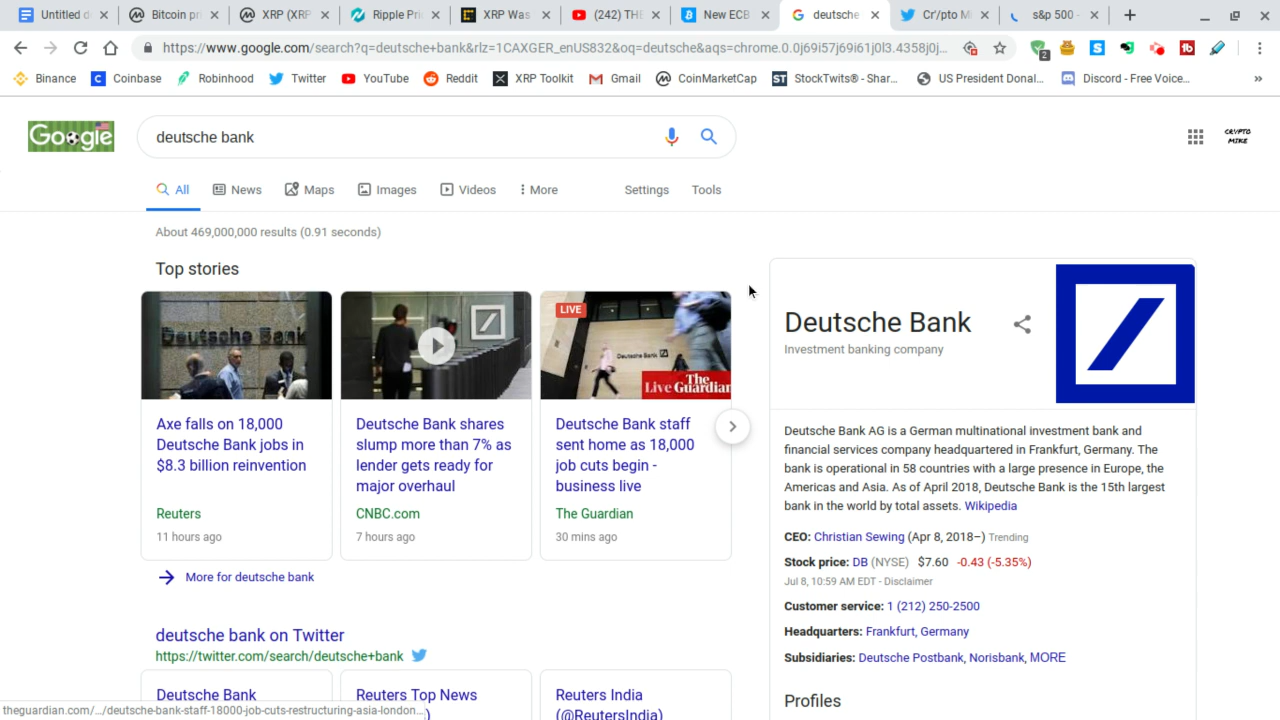 Untitled d
Bitcoin pr
XRP (XRP
Ripple Pri
XRP Was
(242) THE
New ECB
deutsche
Cr'/pto Mi
s&p 500 -
https://www.google.com/search?q=deutsche+bank&rlz=1CAXGER_enUS832&oq=deutsche&aqs=chrome.0.0j69i57j69i61j0l3.4358j0j...
2
Binance
Coinbase
Robinhood
Twitter
YouTube
Reddit
XRP Toolkit
Gmail
CoinMarketCap
ST
StockTwits® - Shar...
US President Donal...
Discord - Free Voice...
»
Google
deutsche bank
CRYPTO
MIKE
All
News
Maps
Images
Videos
More
Settings
Tools
About 469,000,000 results (0.91 seconds)
Top stories
Deutsche Bank
Axe falls on 18,000
Deutsche Bank jobs in
$8.3 billion reinvention
Reuters
11 hours ago
Deutsche Bank shares
slump more than 7% as
lender gets ready for
major overhaul
CNBC.com
7 hours ago
LIVE
Deutsche Bank
Live
The Guardian
Deutsche Bank staff
sent home as 18,000
job cuts begin -
business live
The Guardian
30 mins ago
More for deutsche bank
deutsche bank on Twitter
https://twitter.com/search/deutsche+bank
Deutsche Bank
Reuters Top News
Reuters India
(@ReutersIndia)
Deutsche Bank
Investment banking company
Deutsche Bank AG is a German multinational investment bank and
financial services company headquartered in Frankfurt, Germany. The
bank is operational in 58 countries with a large presence in Europe, the
Americas and Asia. As of April 2018, Deutsche Bank is the 15th largest
bank in the world by total assets. Wikipedia
CEO: Christian Sewing (Apr 8, 2018–) Trending
Stock price: DB (NYSE) $7.60 -0.43 (-5.35%)
Jul 8, 10:59 AM EDT - Disclaimer
Customer service: 1 (212) 250-2500
Headquarters: Frankfurt, Germany
Subsidiaries: Deutsche Postbank, Norisbank, MORE
Profiles
theguardian.com/.../deutsche-bank-staff-18000-job-cuts-restructuring-asia-london...